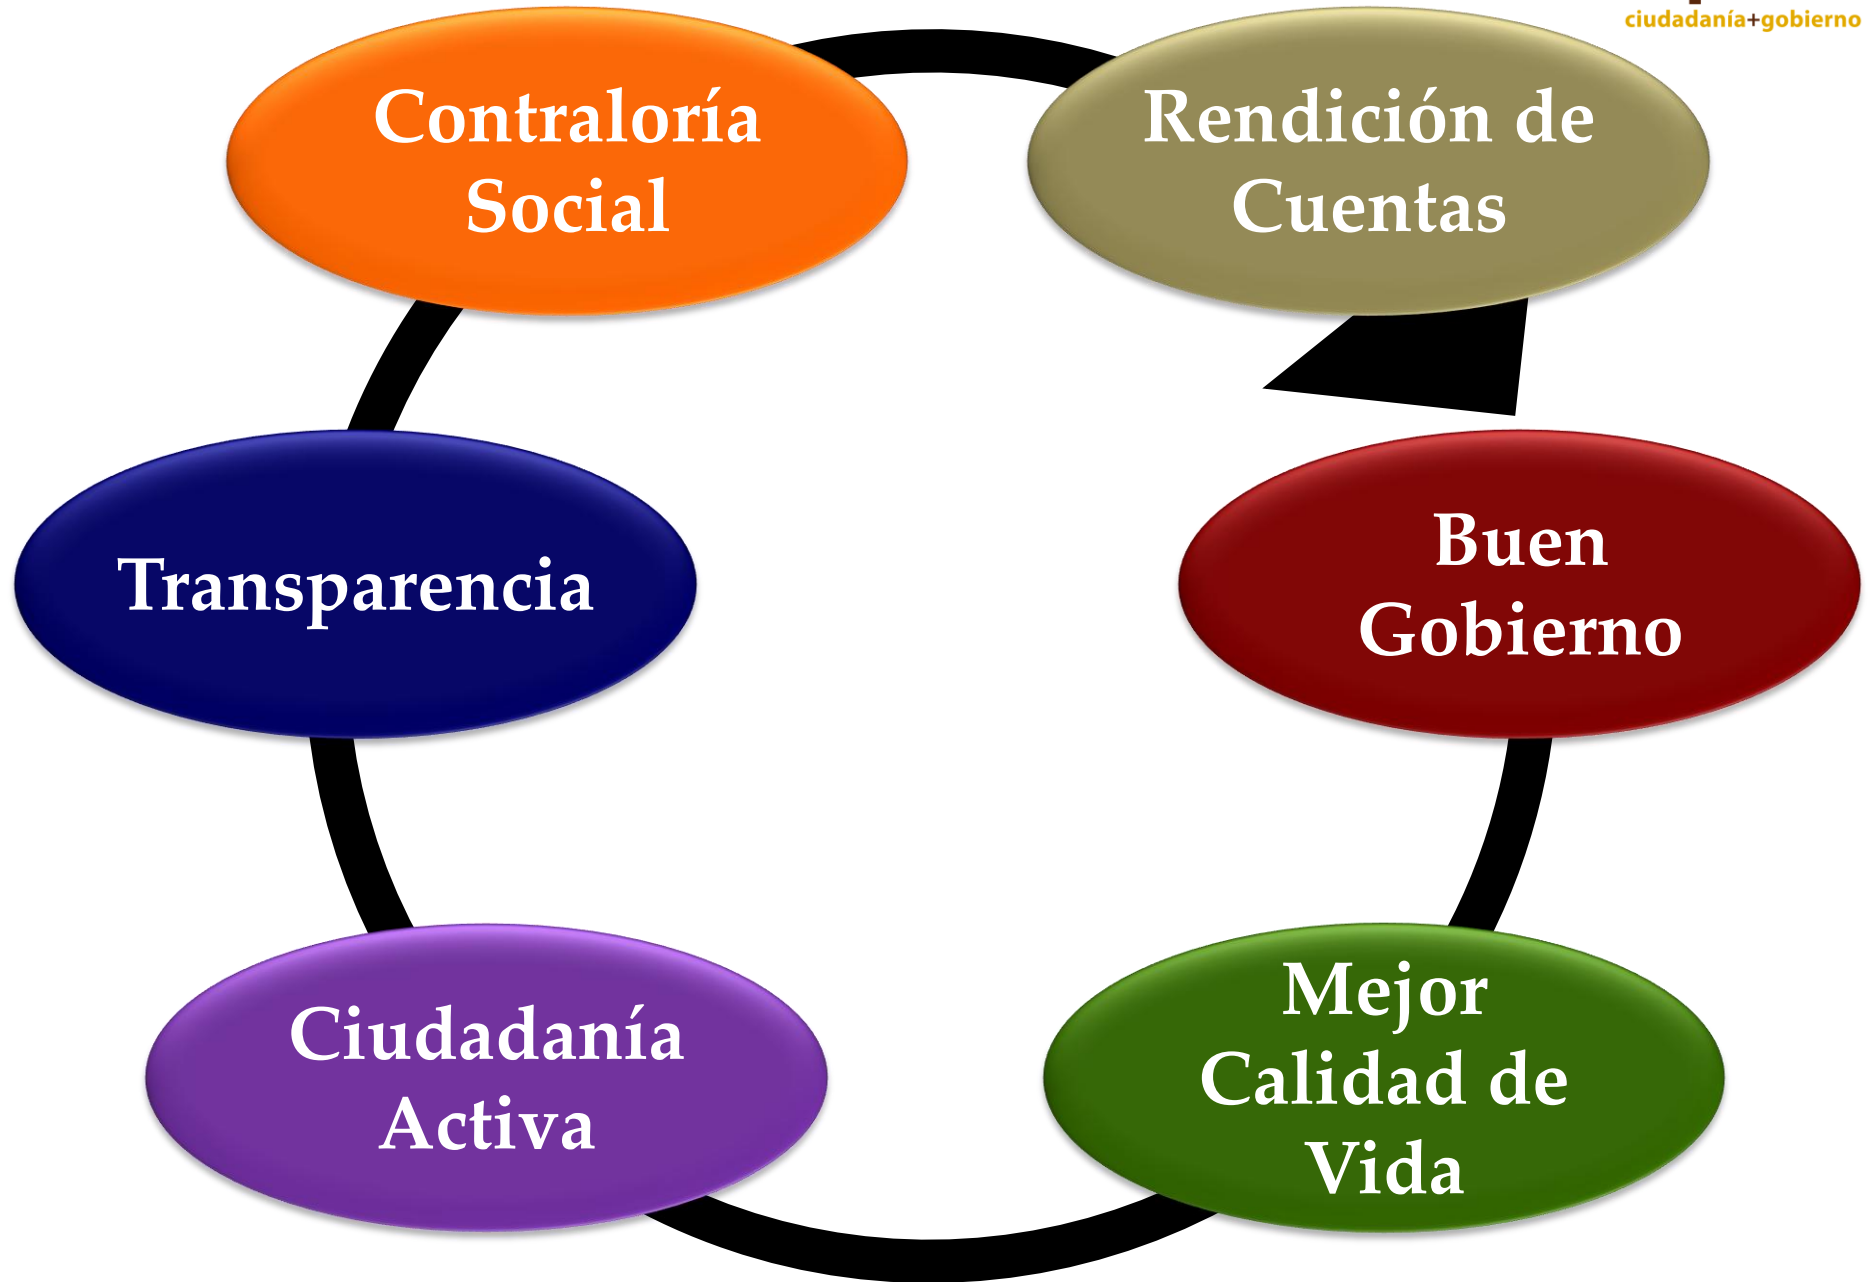 ciudadanía+gobierno
Contraloría
Social
Rendición de
Cuentas
Transparencia
Buen
Gobierno
Ciudadanía
Activa
Mejor
Calidad de
Vida